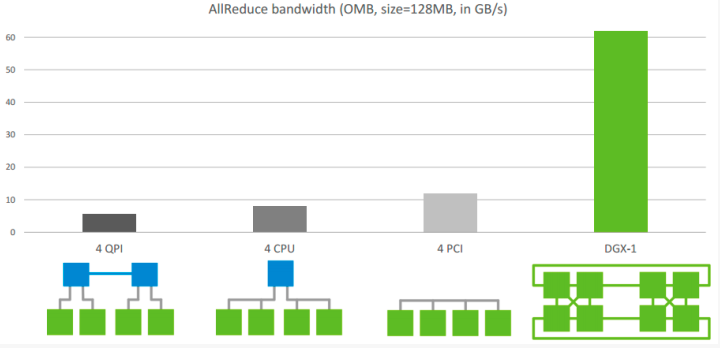 AllReduce bandwidth (OMB, size=128MB, in GB/s)
60
50
40
30
20
10
0
4 QPI
4 CPU
4 PCI
DGX-1